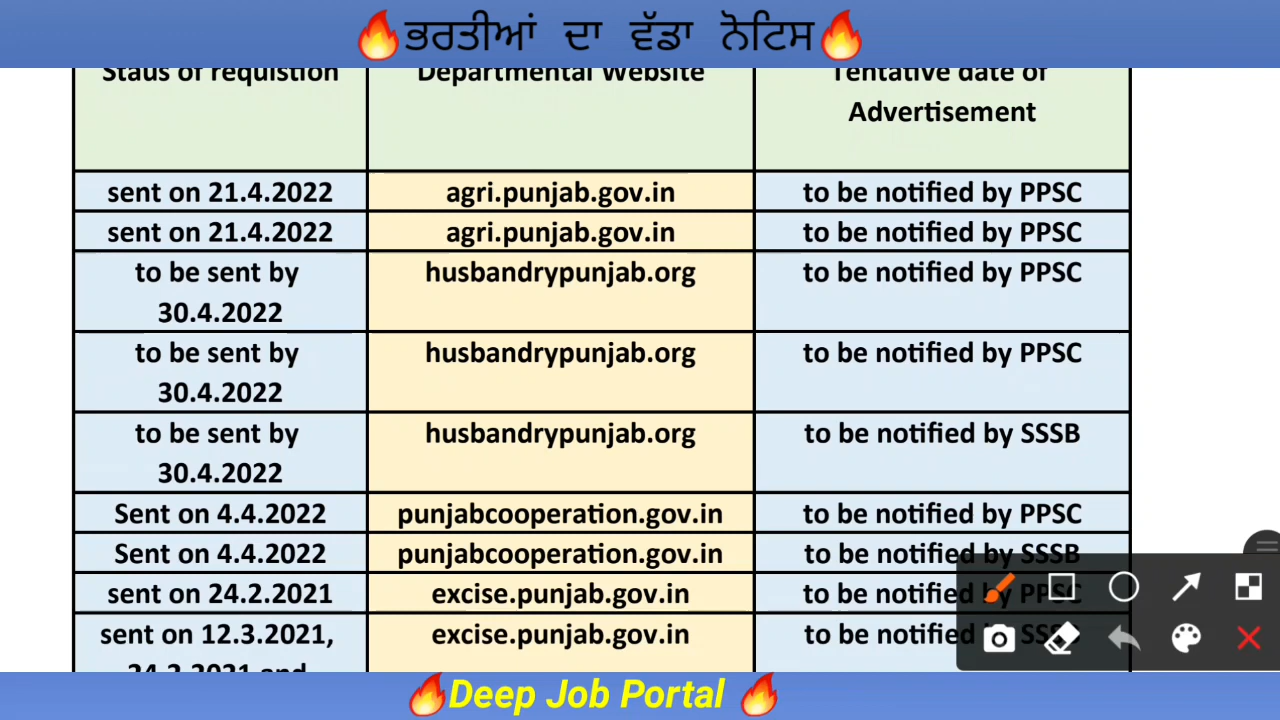 🔥ਭਰਤੀਆਂ ਦਾ ਵੱਡਾ ਨੋਟਿਸ🔥
Staus of requistion Departmental Website Tentative date of
Advertisement
sent on 21.4.2022 agri.punjab.gov.in to be notified by PPSC
sent on 21.4.2022 agri.punjab.gov.in to be notified by PPSC
to be sent by husbandrypunjab.org to be notified by PPSC
30.4.2022
to be sent by husbandrypunjab.org to be notified by PPSC
30.4.2022
to be sent by husbandrypunjab.org to be notified by SSSB
30.4.2022
Sent on 4.4.2022 punjabcooperation.gov.in to be notified by PPSC
Sent on 4.4.2022 punjabcooperation.gov.in to be notified by SSSB
sent on 24.2.2021 excise.punjab.gov.in to be notified by PPSC
sent on 12.3.2021, excise.punjab.gov.in to be notified
24.2.2021 and
🔥Deep Job Portal 🔥